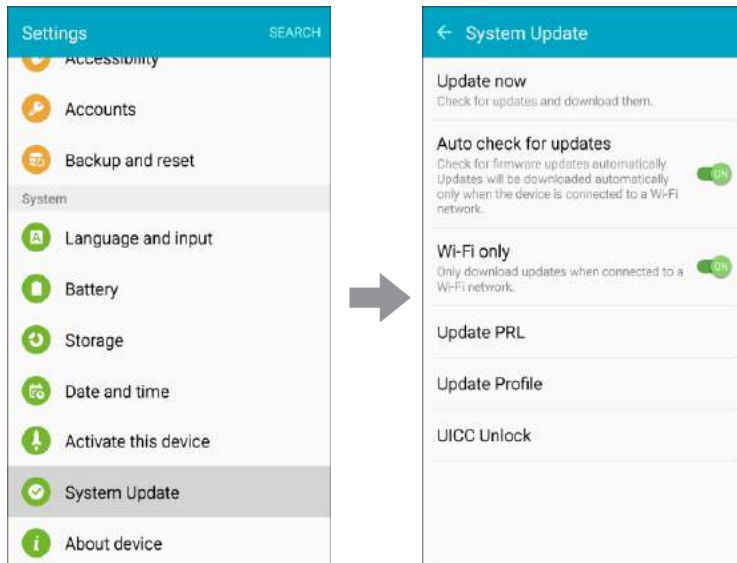 Settings
SEARCH
Accessibility
Accounts
Backup and reset
System
Language and input
Battery
Storage
Date and time
Activate this device
System Update
About device
System Update
Update now
Check for updates and download them.
Auto check for updates
Check for firmware updates automatically.
Updates will be downloaded automatically
only when the device is connected to a Wi-Fi
network.
ON
Wi-Fi only
Only download updates when connected to a
Wi-Fi network.
ON
Update PRL
Update Profile
UICC Unlock